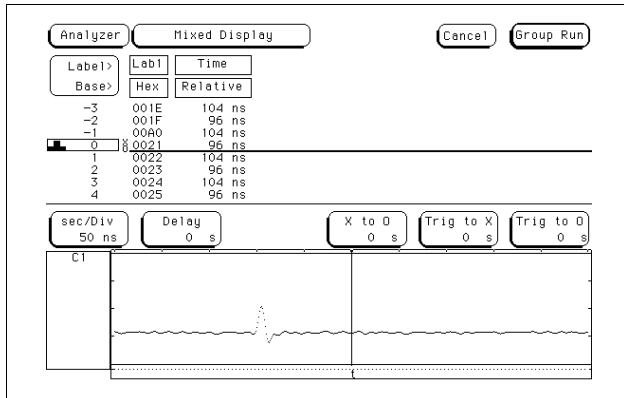 Analyzer Mixed Display Cancel Group Run
Label> Lab1 Time
Base> Hex Relative
-3 001E 104 ns
-2 001F 96 ns
-1 00A0 104 ns
0 0021 96 ns
1 0022 104 ns
2 0023 96 ns
3 0024 104 ns
4 0025 96 ns
sec/Div Delay X to O Trig to X Trig to O
50 ns 0 s 0 s 0 s 0 s
C1
t